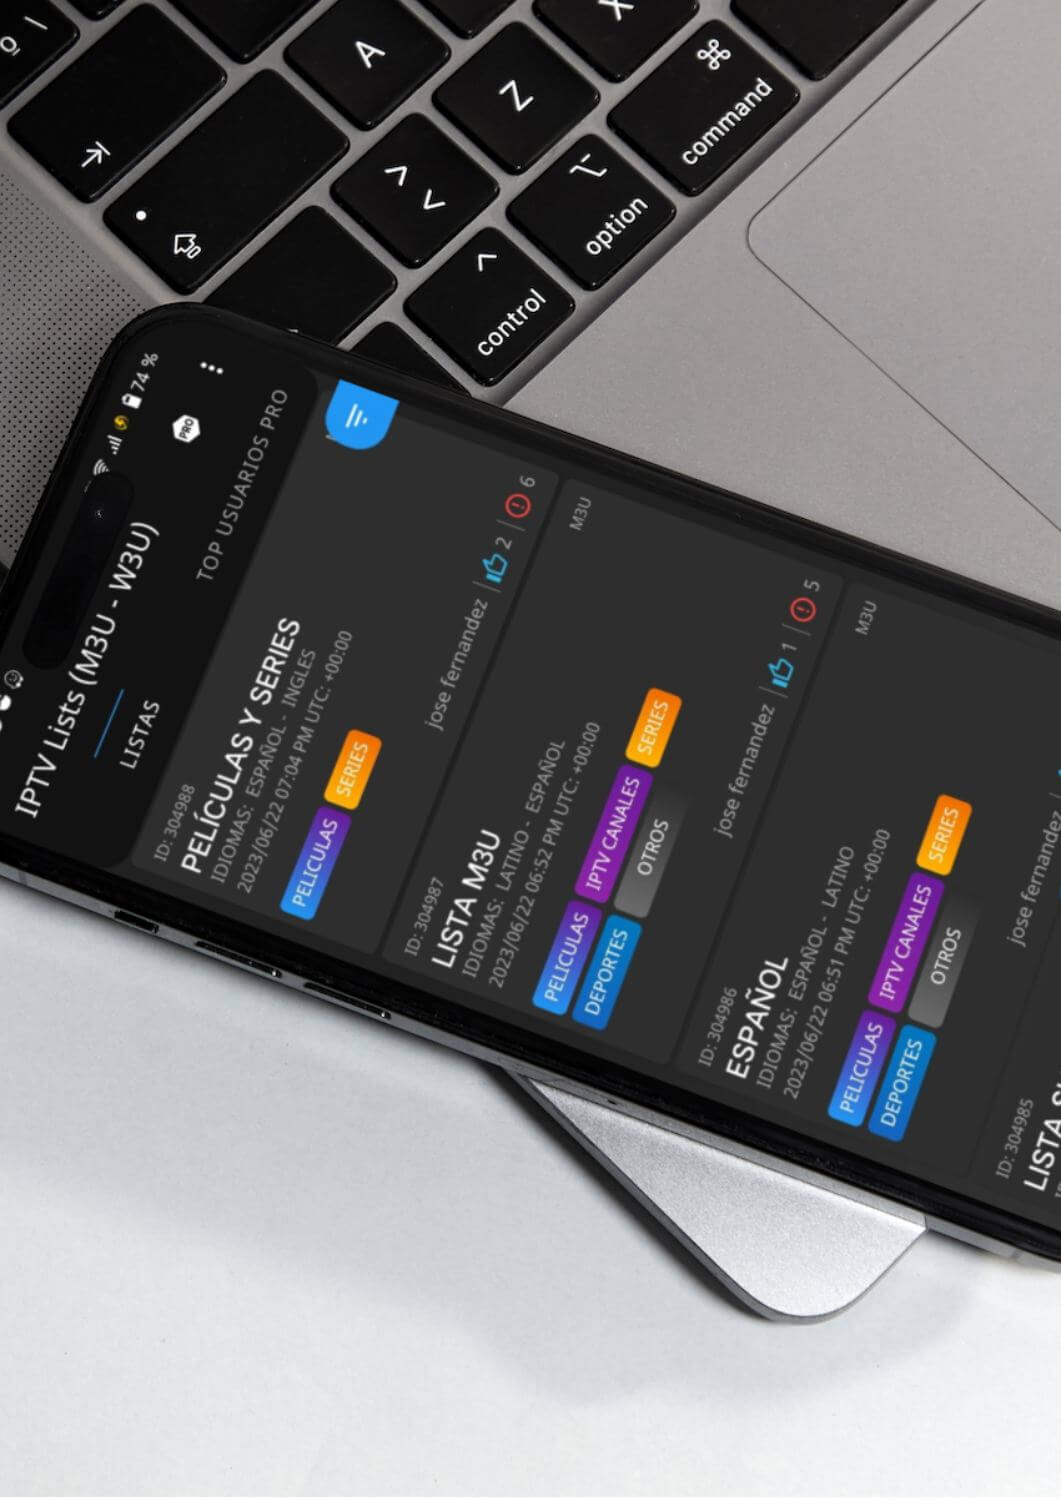 º
A
Z
X
command
option
control
74 %
IPTV Lists (M3U - W3U)
PRO
LISTAS
TOP USUARIOS PRO
ID: 304988
PELÍCULAS Y SERIES
IDIOMAS: ESPAÑOL - INGLES
2023/06/22 07:04 PM UTC: +00:00
PELICULAS SERIES
jose fernandez | 2 | 6
ID: 304987 M3U
LISTA M3U
IDIOMAS: LATINO - ESPAÑOL
2023/06/22 06:52 PM UTC: +00:00
PELICULAS IPTV CANALES SERIES
DEPORTES OTROS
jose fernandez | 1 | 5
ID: 304986 M3U
ESPAÑOL
IDIOMAS: ESPAÑOL - LATINO
2023/06/22 06:51 PM UTC: +00:00
PELICULAS IPTV CANALES SERIES
DEPORTES OTROS
jose fernandez
ID: 304985
LISTA